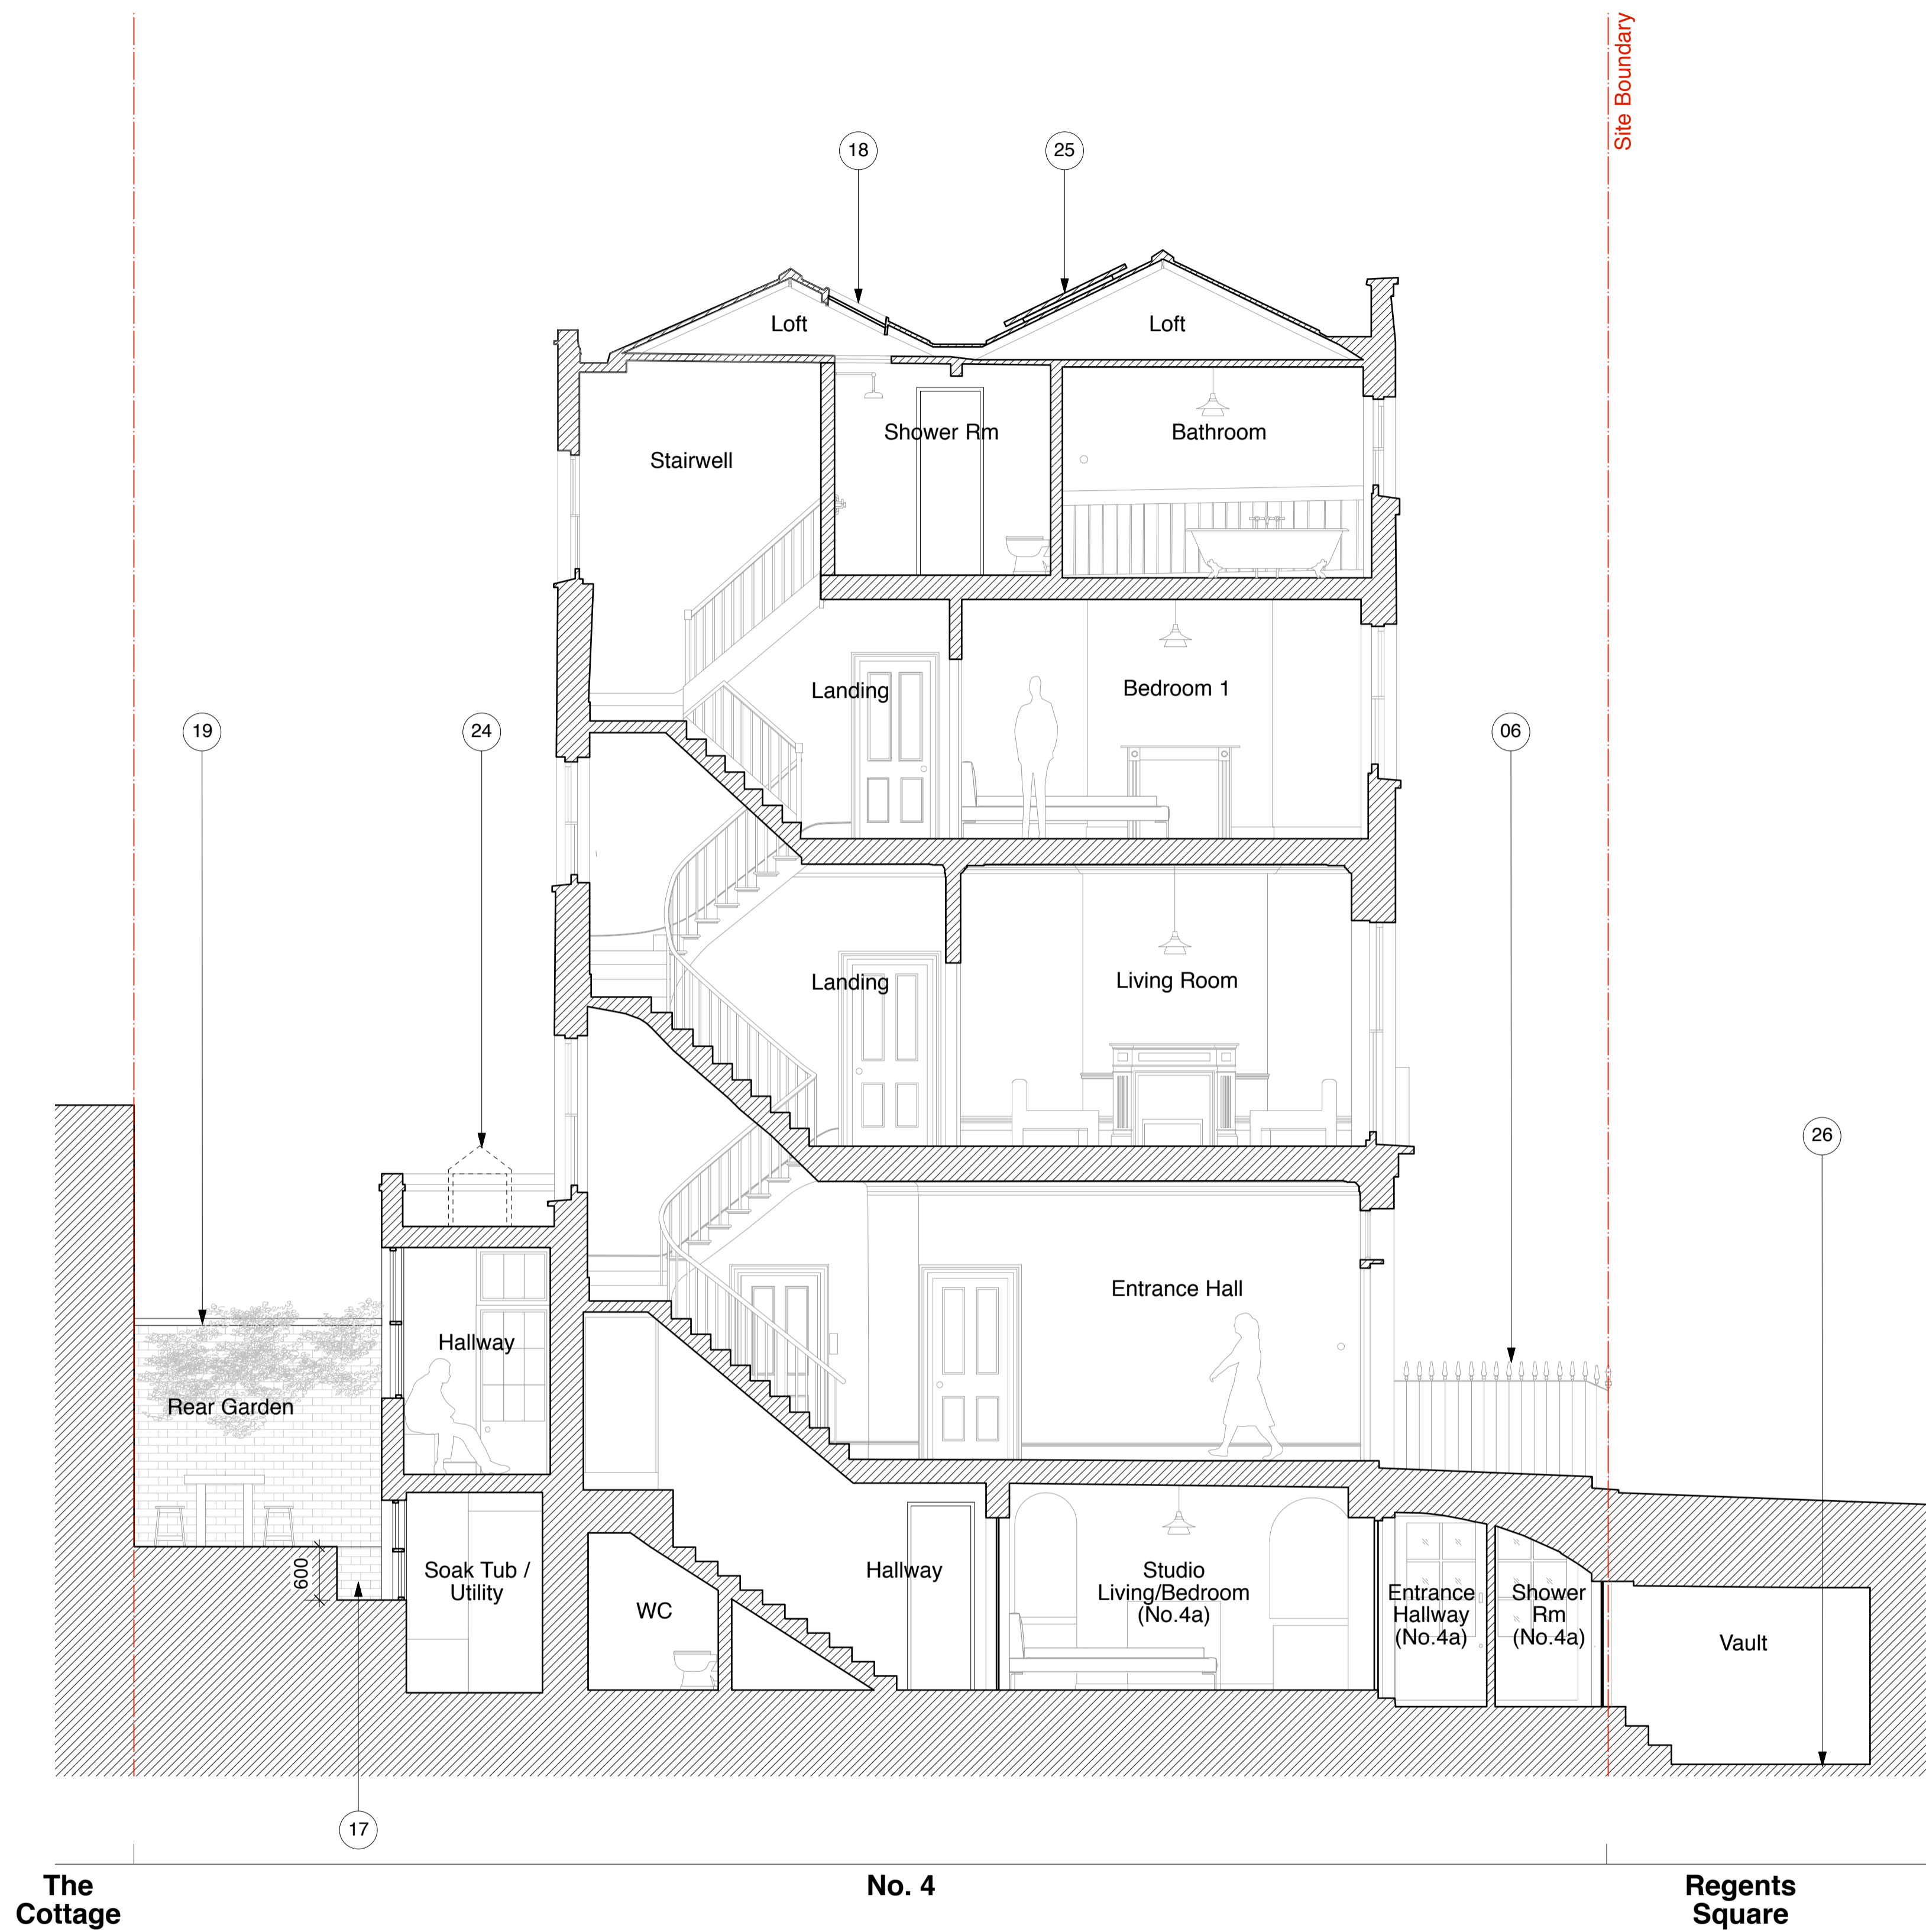 Site Boundary
18
25
Loft
Loft
Stairwell
Shower Rm
Bathroom
Landing
Bedroom 1
19
24
06
Landing
Living Room
26
Entrance Hall
Hallway
Rear Garden
600
Soak Tub /
Utility
WC
Hallway
Studio
Living/Bedroom
(No.4a)
Entrance
Hallway
(No.4a)
Shower
Rm
(No.4a)
Vault
17
The
Cottage
No. 4
Regents
Square